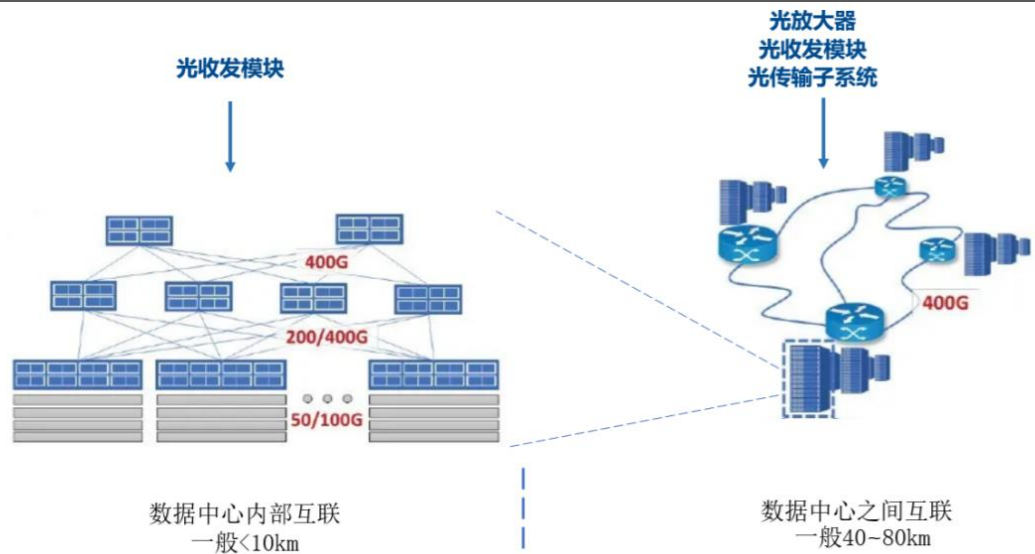 光收发模块
400G
200/400G
50/100G
数据中心内部互联
一般<10km
光放大器
光收发模块
光传输子系统
400G
数据中心之间互联
一般40~80km